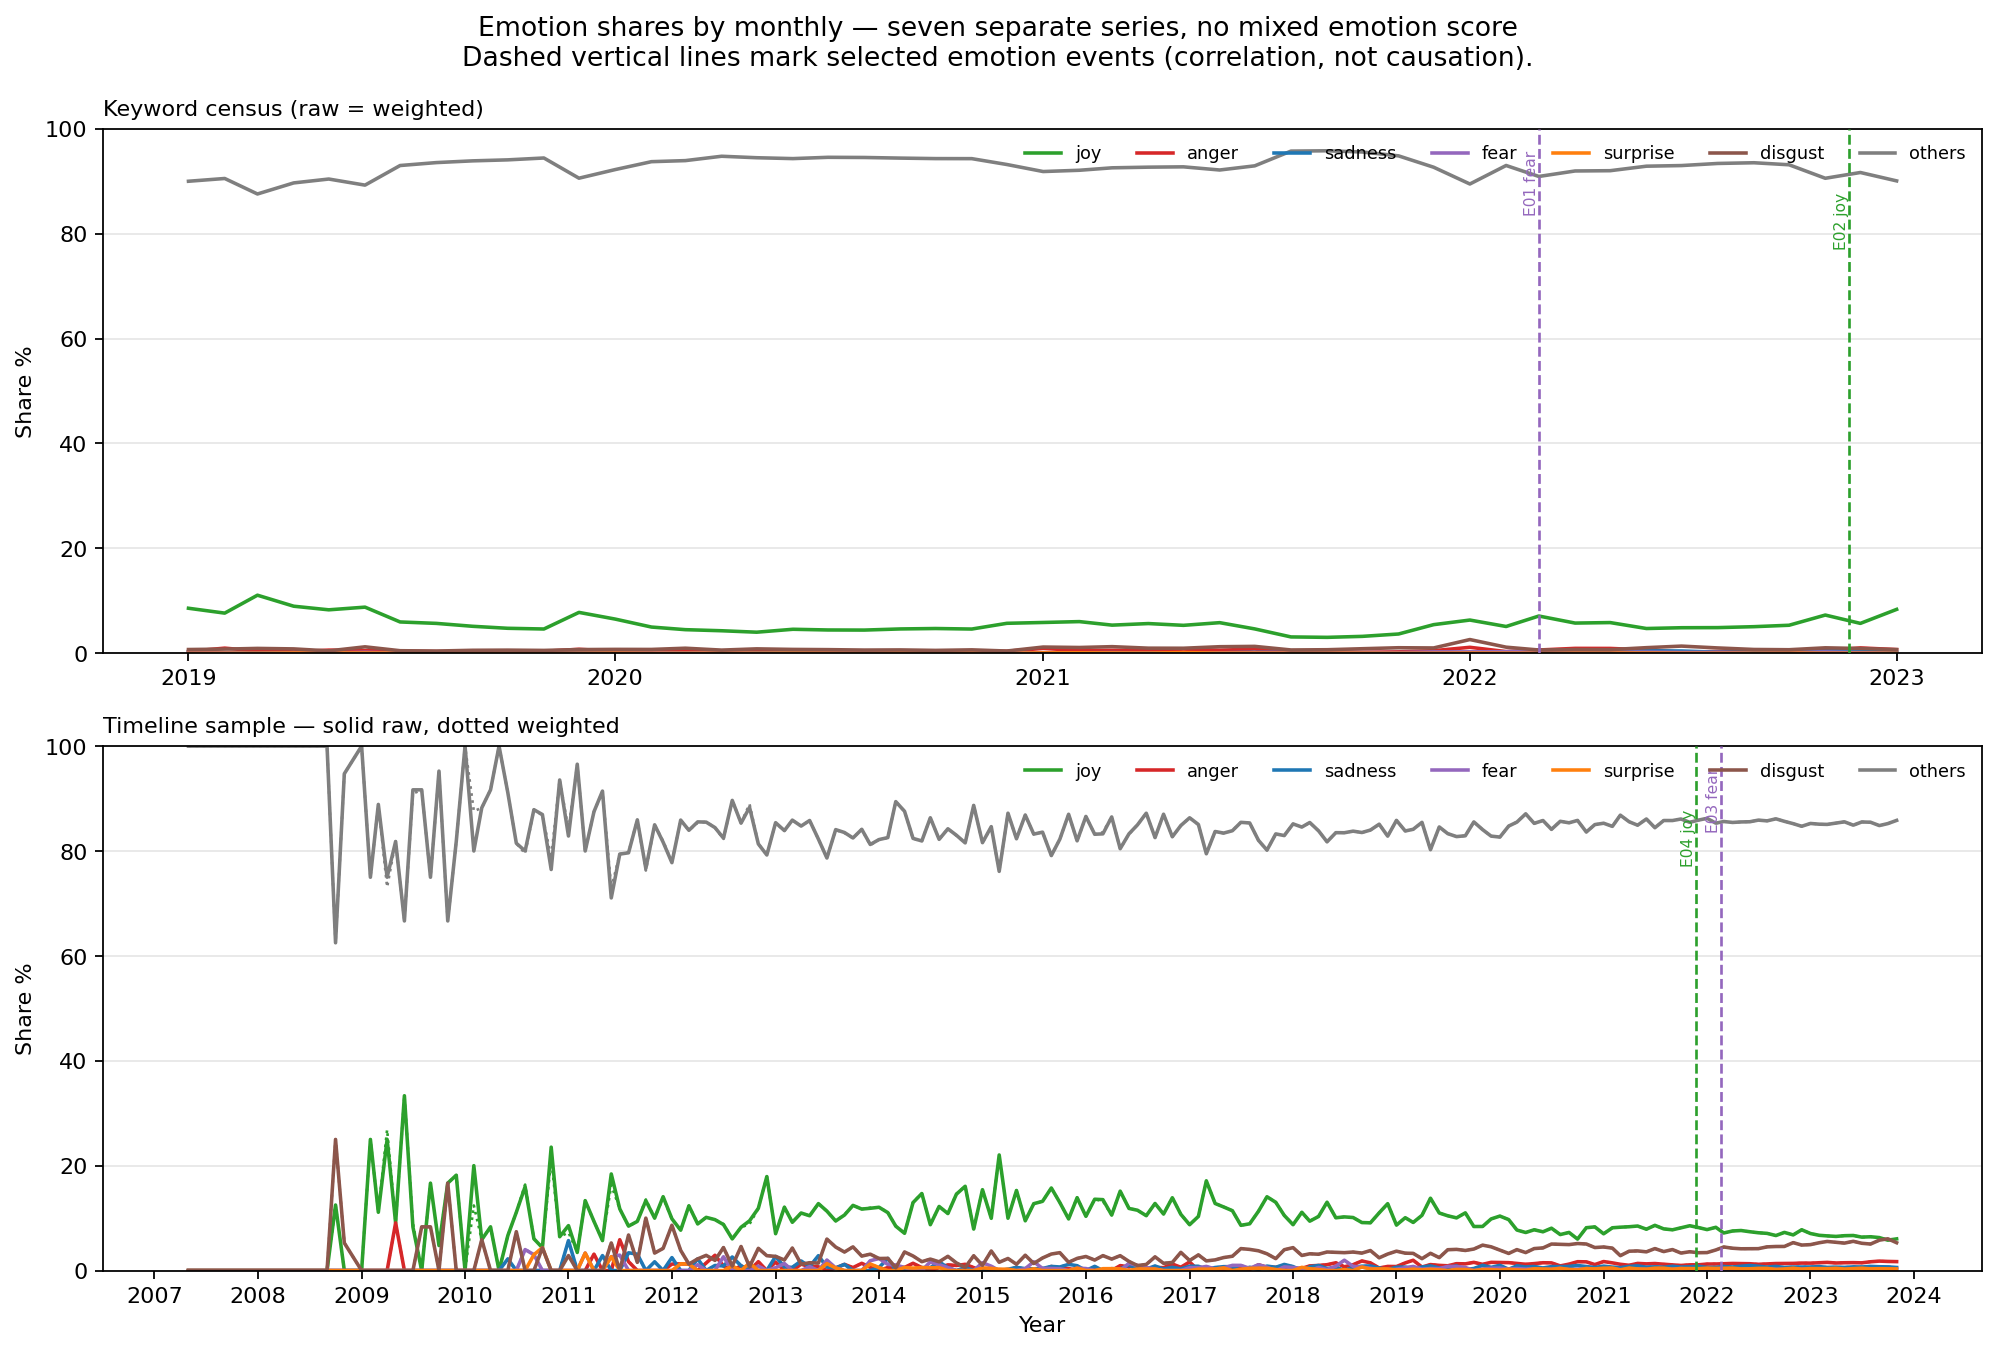 Emotion shares by monthly — seven separate series, no mixed emotion score
Dashed vertical lines mark selected emotion events (correlation, not causation).
Keyword census (raw = weighted)
joy anger sadness fear surprise disgust others
E01 fear
E02 joy
Share %
100
80
60
40
20
0
2019 2020 2021 2022 2023
Timeline sample — solid raw, dotted weighted
joy anger sadness fear surprise disgust others
E04 joy
E03 fear
Share %
100
80
60
40
20
0
2007 2008 2009 2010 2011 2012 2013 2014 2015 2016 2017 2018 2019 2020 2021 2022 2023 2024
Year